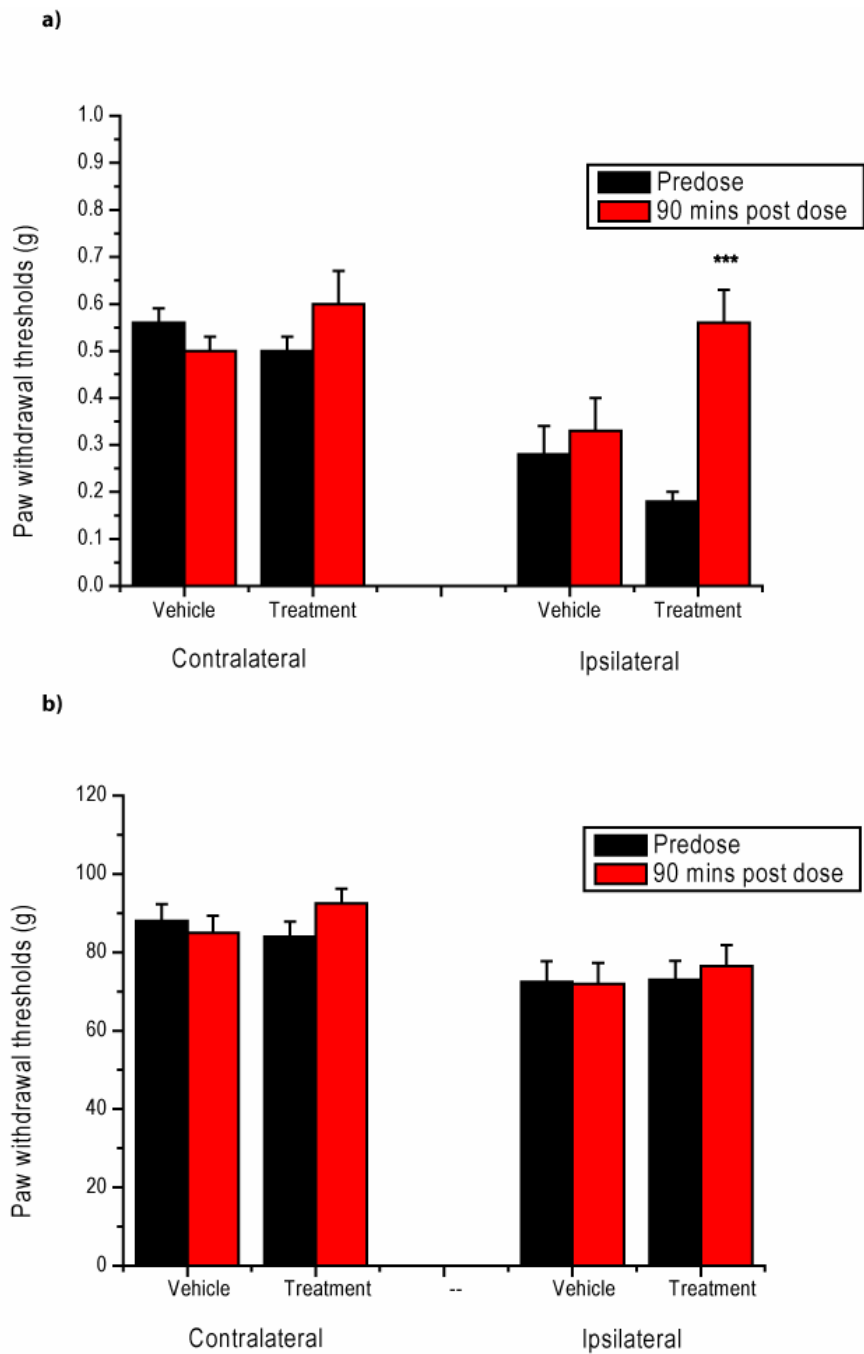 a)
Paw withdrawal thresholds (g)
1.0
0.9
0.8
0.7
0.6
0.5
0.4
0.3
0.2
0.1
0.0
Predose
90 mins post dose
***
Vehicle Treatment Vehicle Treatment
Contralateral Ipsilateral
b)
Paw withdrawal thresholds (g)
120
100
80
60
40
20
0
Predose
90 mins post dose
Vehicle Treatment -- Vehicle Treatment
Contralateral Ipsilateral